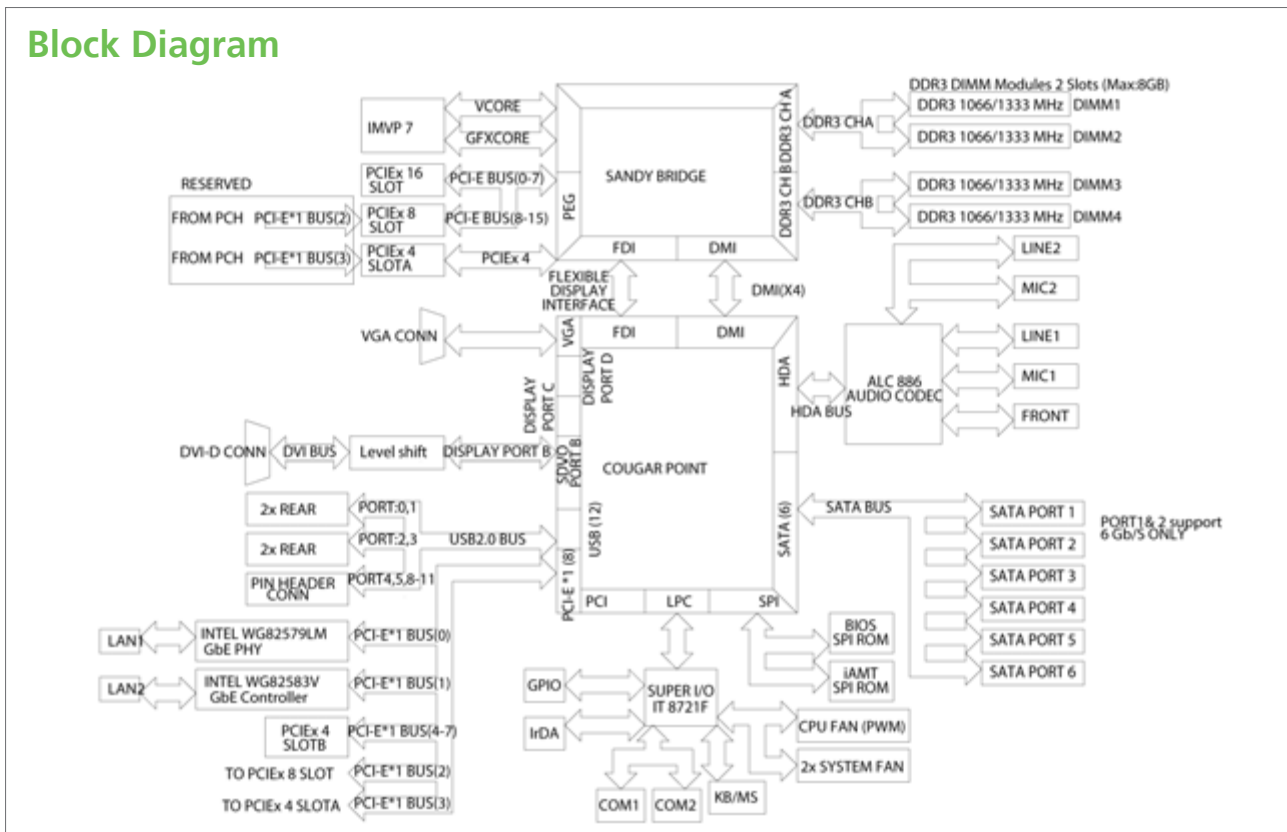 Block Diagram
DDR3 DIMM Modules 2 Slots (Max:8GB)
IMVP 7
VCORE
GFXCORE
SANDY BRIDGE
DDR3 CH A
DDR3 CHA
DDR3 1066/1333 MHz
DIMM1
DDR3 1066/1333 MHz
DIMM2
PCIEx 16
SLOT
PCI-E BUS(0-7)
PEG
DDR3 CH B
DDR3 CHB
DDR3 1066/1333 MHz
DIMM3
DDR3 1066/1333 MHz
DIMM4
RESERVED
FROM PCH
PCI-E*1 BUS(2)
PCIEx 8
SLOT
PCI-E BUS(8-15)
FROM PCH
PCI-E*1 BUS(3)
PCIEx 4
SLOTA
PCIEx 4
FDI
DMI
FLEXIBLE
DISPLAY
INTERFACE
DMI(X4)
LINE2
MIC2
VGA CONN
VGA
FDI
DMI
HDA
HDA BUS
ALC 886
AUDIO CODEC
LINE1
MIC1
FRONT
DISPLAY
PORT C
DISPLAY
PORT D
DVI-D CONN
DVI BUS
Level shift
DISPLAY PORT B
SDVO
PORT B
COUGAR POINT
2x REAR
PORT:0,1
2x REAR
PORT:2,3
USB2.0 BUS
USB (12)
PIN HEADER
CONN
PORT4,5,8-11
PCI-E *1 (8)
SATA (6)
SATA BUS
SATA PORT 1
SATA PORT 2
SATA PORT 3
SATA PORT 4
SATA PORT 5
SATA PORT 6
PORT1& 2 support
6 Gb/S ONLY
PCI
LPC
SPI
LAN1
INTEL WG82579LM
GbE PHY
PCI-E*1 BUS(0)
LAN2
INTEL WG82583V
GbE Controller
PCI-E*1 BUS(1)
PCIEx 4
SLOTB
PCI-E*1 BUS(4-7)
TO PCIEx 8 SLOT
PCI-E*1 BUS(2)
TO PCIEx 4 SLOTA
PCI-E*1 BUS(3)
BIOS
SPI ROM
iAMT
SPI ROM
GPIO
IrDA
SUPER I/O
IT 8721F
CPU FAN (PWM)
2x SYSTEM FAN
COM1
COM2
KB/MS